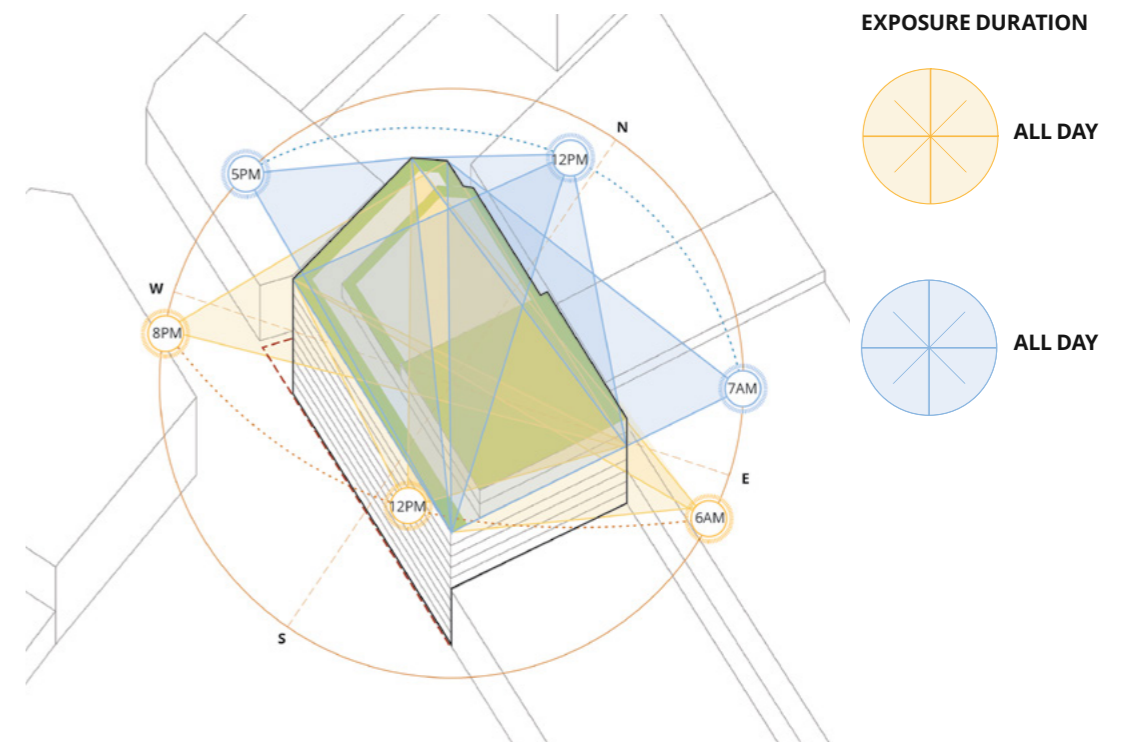 EXPOSURE DURATION
N
12PM
5PM
ALL DAY
W
8PM
ALL DAY
7AM
E
12PM
6AM
S